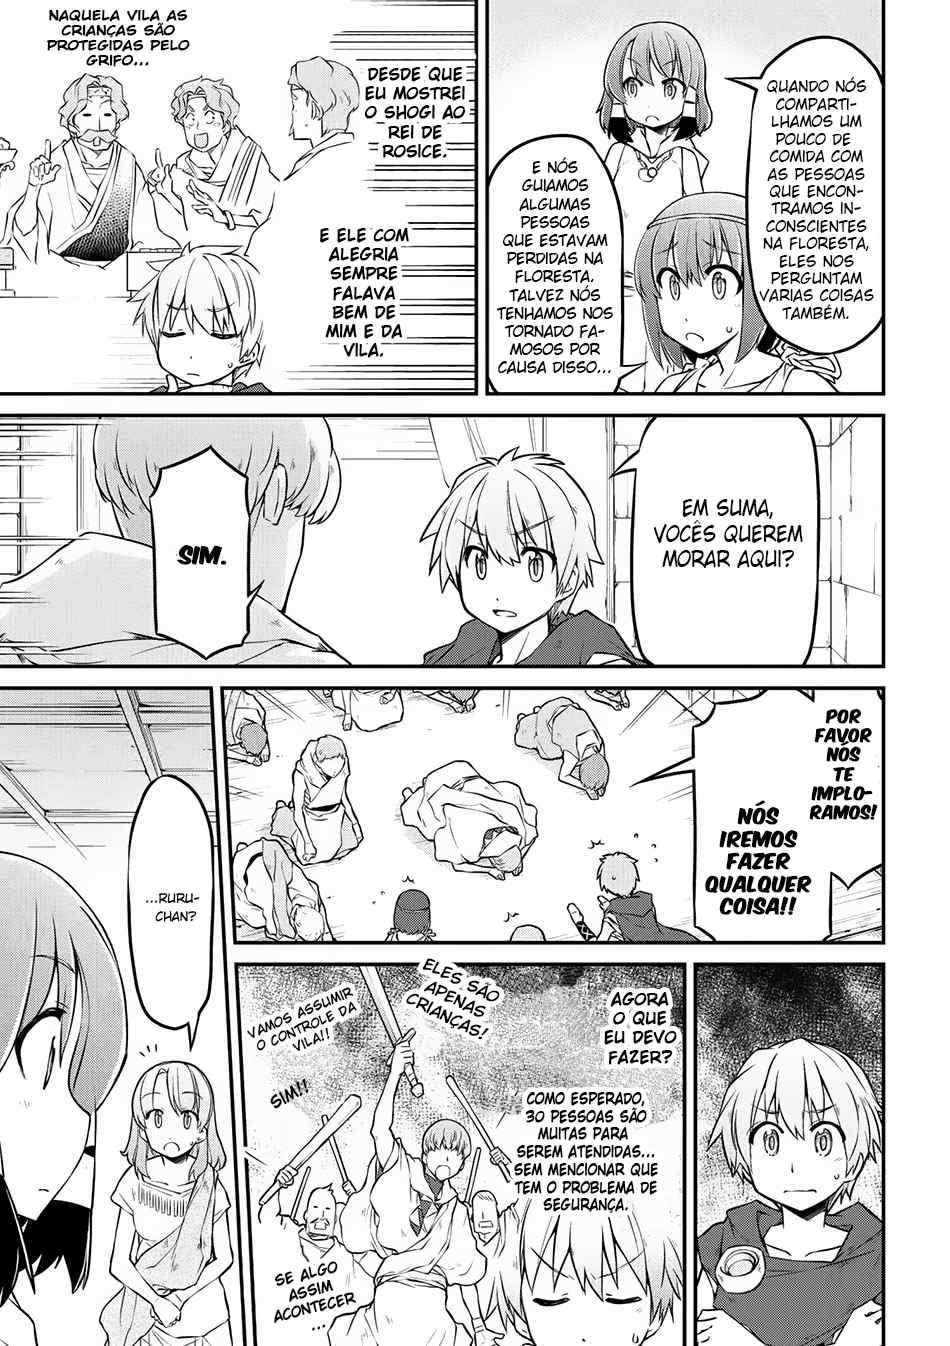 QUANDO NÓS
COMPARTI-
LHAMOS UM
POUCO DE
COMIDA COM
AS PESSOAS
QUE ENCON-
TRAMOS IN-
CONSCIENTES
NA FLORESTA,
ELES NOS
PERGUNTAM
VARIAS COISAS
TAMBÉM.
E NÓS
GUIAMOS
ALGUMAS
PESSOAS
QUE ESTAVAM
PERDIDAS NA
FLORESTA.
TALVEZ NÓS
TENHAMOS NOS
TORNADO FA-
MOSOS POR
CAUSA DISSO...
DESDE QUE
EU MOSTREI
O SHOGI AO
REI DE
ROSICE.
NAQUELA VILA AS
CRIANÇAS SÃO
PROTEGIDAS PELO
GRIFO...
E ELE COM
ALEGRIA
SEMPRE
FALAVA
BEM DE
MIM E DA
VILA.
EM SUMA,
VOCÊS QUEREM
MORAR AQUI?
SIM.
POR
FAVOR
NÓS
TE
IMPLO-
RAMOS!
NÓS
IREMOS
FAZER
QUALQUER
COISA!!
...RURU-
CHAN?
AGORA
O QUE
EU DEVO
FAZER?
COMO ESPERADO,
30 PESSOAS SÃO
MUITAS PARA
SEREM ATENDIDAS...
SEM MENCIONAR QUE
TEM O PROBLEMA DE
SEGURANÇA.
ELES SÃO
APENAS
CRIANÇAS!
VAMOS ASSUMIR
O CONTROLE DA
VILA!!
SIM!!
SE ALGO
ASSIM
ACONTECER
...